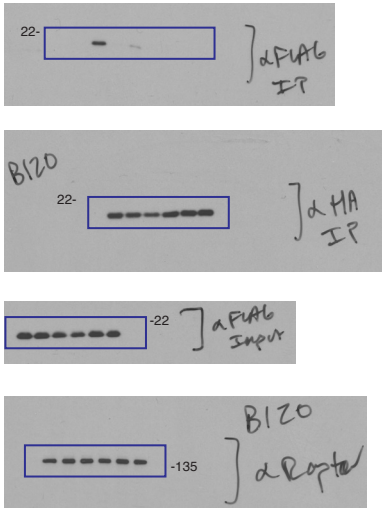 22-
αFLAG
IP
B120
22-
αHA
IP
-22
αFLAG
Input
B120
-135
αRaptor